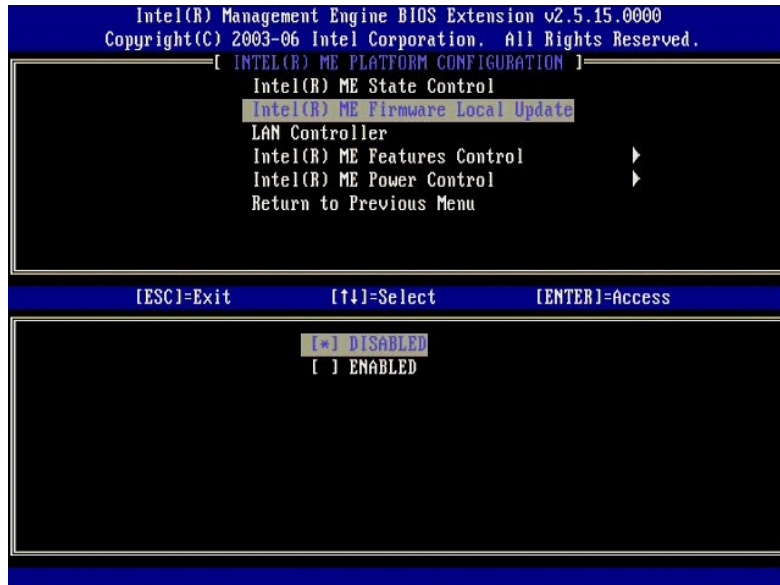 Intel(R) Management Engine BIOS Extension v2.5.15.0000
Copyright(C) 2003-06 Intel Corporation. All Rights Reserved.
[ INTEL(R) ME PLATFORM CONFIGURATION ]
Intel(R) ME State Control
Intel(R) ME Firmware Local Update
LAN Controller
Intel(R) ME Features Control ▶
Intel(R) ME Power Control ▶
Return to Previous Menu
[ESC]=Exit [↑↓]=Select [ENTER]=Access
[*] DISABLED
[ ] ENABLED